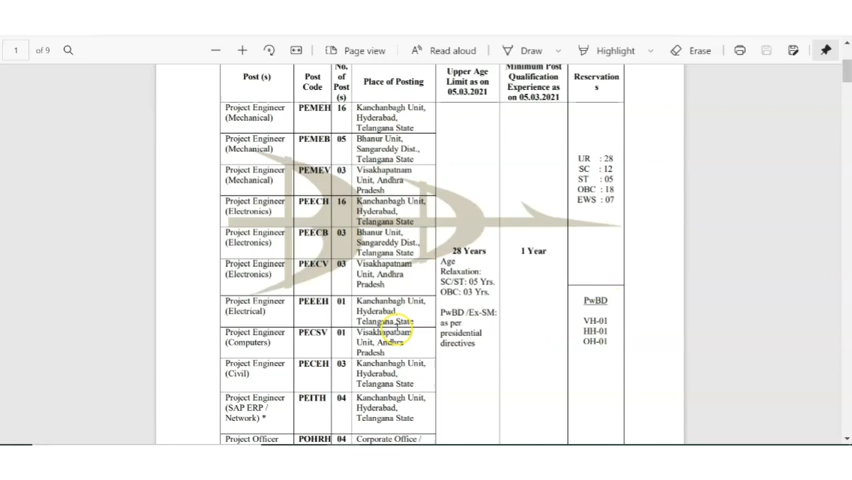 1 of 9
Page view
Read aloud
Draw
Highlight
Erase
Post (s)
Post
Code
No.
of
Post
(s)
Place of Posting
Upper Age
Limit as on
05.03.2021
Minimum Post
Qualification
Experience as
on 05.03.2021
Reservation
s
Project Engineer
(Mechanical)
PEMEH
16
Kanchanbagh Unit,
Hyderabad,
Telangana State
Project Engineer
(Mechanical)
PEMEB
05
Bhanur Unit,
Sangareddy Dist.,
Telangana State
Project Engineer
(Mechanical)
PEMEV
03
Visakhapatnam
Unit, Andhra
Pradesh
Project Engineer
(Electronics)
PEECH
16
Kanchanbagh Unit,
Hyderabad,
Telangana State
Project Engineer
(Electronics)
PEECB
03
Bhanur Unit,
Sangareddy Dist.,
Telangana State
Project Engineer
(Electronics)
PEECV
03
Visakhapatnam
Unit, Andhra
Pradesh
Project Engineer
(Electrical)
PEEEH
01
Kanchanbagh Unit,
Hyderabad,
Telangana State
Project Engineer
(Computers)
PECSV
01
Visakhapatnam
Unit, Andhra
Pradesh
Project Engineer
(Civil)
PECEH
03
Kanchanbagh Unit,
Hyderabad,
Telangana State
Project Engineer
(SAP ERP /
Network) *
PEITH
04
Kanchanbagh Unit,
Hyderabad,
Telangana State
Project Officer
POHRH
04
Corporate Office /
28 Years
Age
Relaxation:
SC/ST: 05 Yrs.
OBC: 03 Yrs.
PwBD /Ex-SM:
as per
presidential
directives
1 Year
UR : 28
SC : 12
ST : 05
OBC : 18
EWS : 07
PwBD
VH-01
HH-01
OH-01